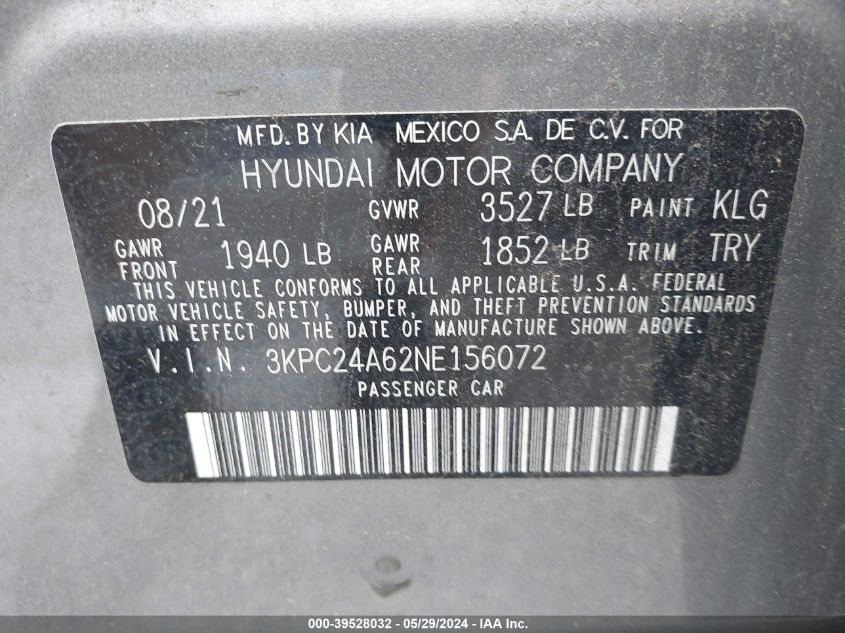 MFD. BY KIA MEXICO S.A. DE C.V. FOR
HYUNDAI MOTOR COMPANY
08/21 GVWR 3527 LB PAINT KLG
GAWR FRONT 1940 LB GAWR REAR 1852 LB TRIM TRY
THIS VEHICLE CONFORMS TO ALL APPLICABLE U.S.A. FEDERAL
MOTOR VEHICLE SAFETY, BUMPER, AND THEFT PREVENTION STANDARDS
IN EFFECT ON THE DATE OF MANUFACTURE SHOWN ABOVE.
V.I.N. 3KPC24A62NE156072
PASSENGER CAR
000-39528032 - 05/29/2024 - IAA Inc.